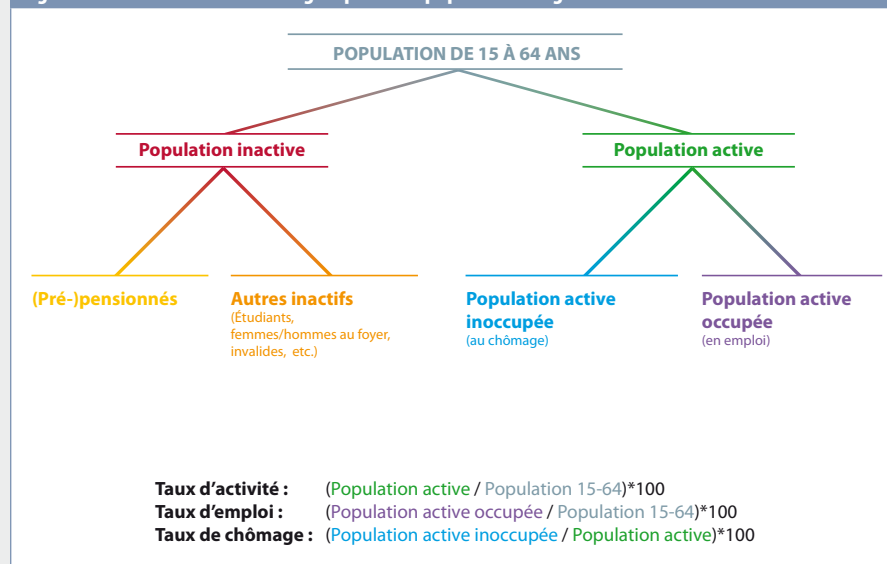 POPULATION DE 15 À 64 ANS
Population inactive
Population active
(Pré-)pensionnés
Autres inactifs
(Étudiants,
femmes/hommes au foyer,
invalides, etc.)
Population active
inoccupée
(au chômage)
Population active
occupée
(en emploi)
Taux d'activité : (Population active / Population 15-64)*100
Taux d'emploi : (Population active occupée / Population 15-64)*100
Taux de chômage : (Population active inoccupée / Population active)*100